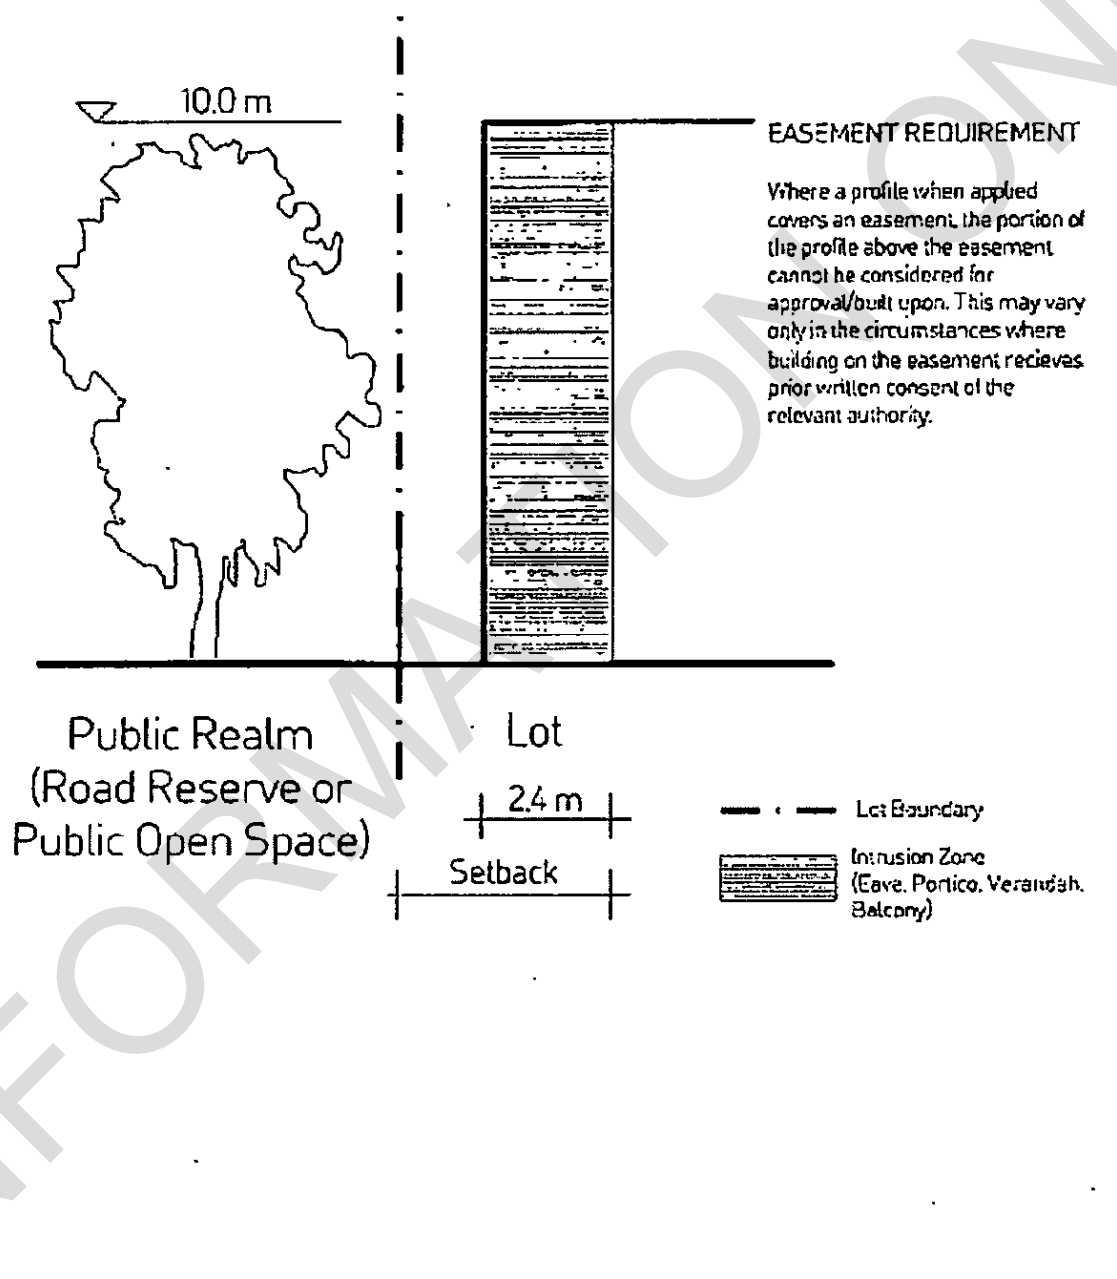 10.0 m
EASEMENT REQUIREMENT
Where a profile when applied
covers an easement, the portion of
the profile above the easement
cannot be considered for
approval/built upon. This may vary
only in the circumstances where
building on the easement recieves
prior written consent of the
relevant authority.
Public Realm
(Road Reserve or
Public Open Space)
Lot
2.4 m
Setback
Lot Boundary
Intrusion Zone
(Eave, Portico, Verandah,
Balcony)
NFORMATION ON